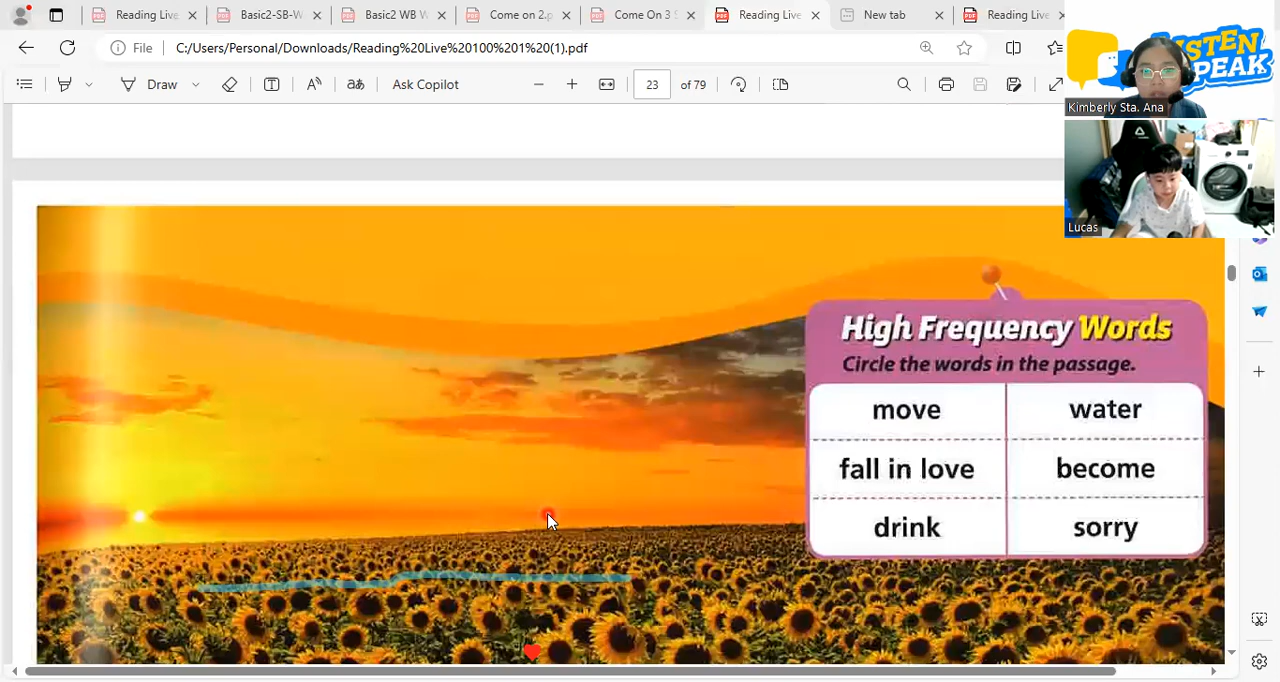 Reading Live
Basic2-SB-W
Basic2 WB W
Come on 2.p
Come On 3 S
Reading Live
New tab
Reading Live
File
C:/Users/Personal/Downloads/Reading%20Live%20100%201%20(1).pdf
Draw
Ask Copilot
23
of 79
LISTEN
SPEAK
Kimberly Sta. Ana
Lucas
High Frequency Words
Circle the words in the passage.
move water
fall in love become
drink sorry